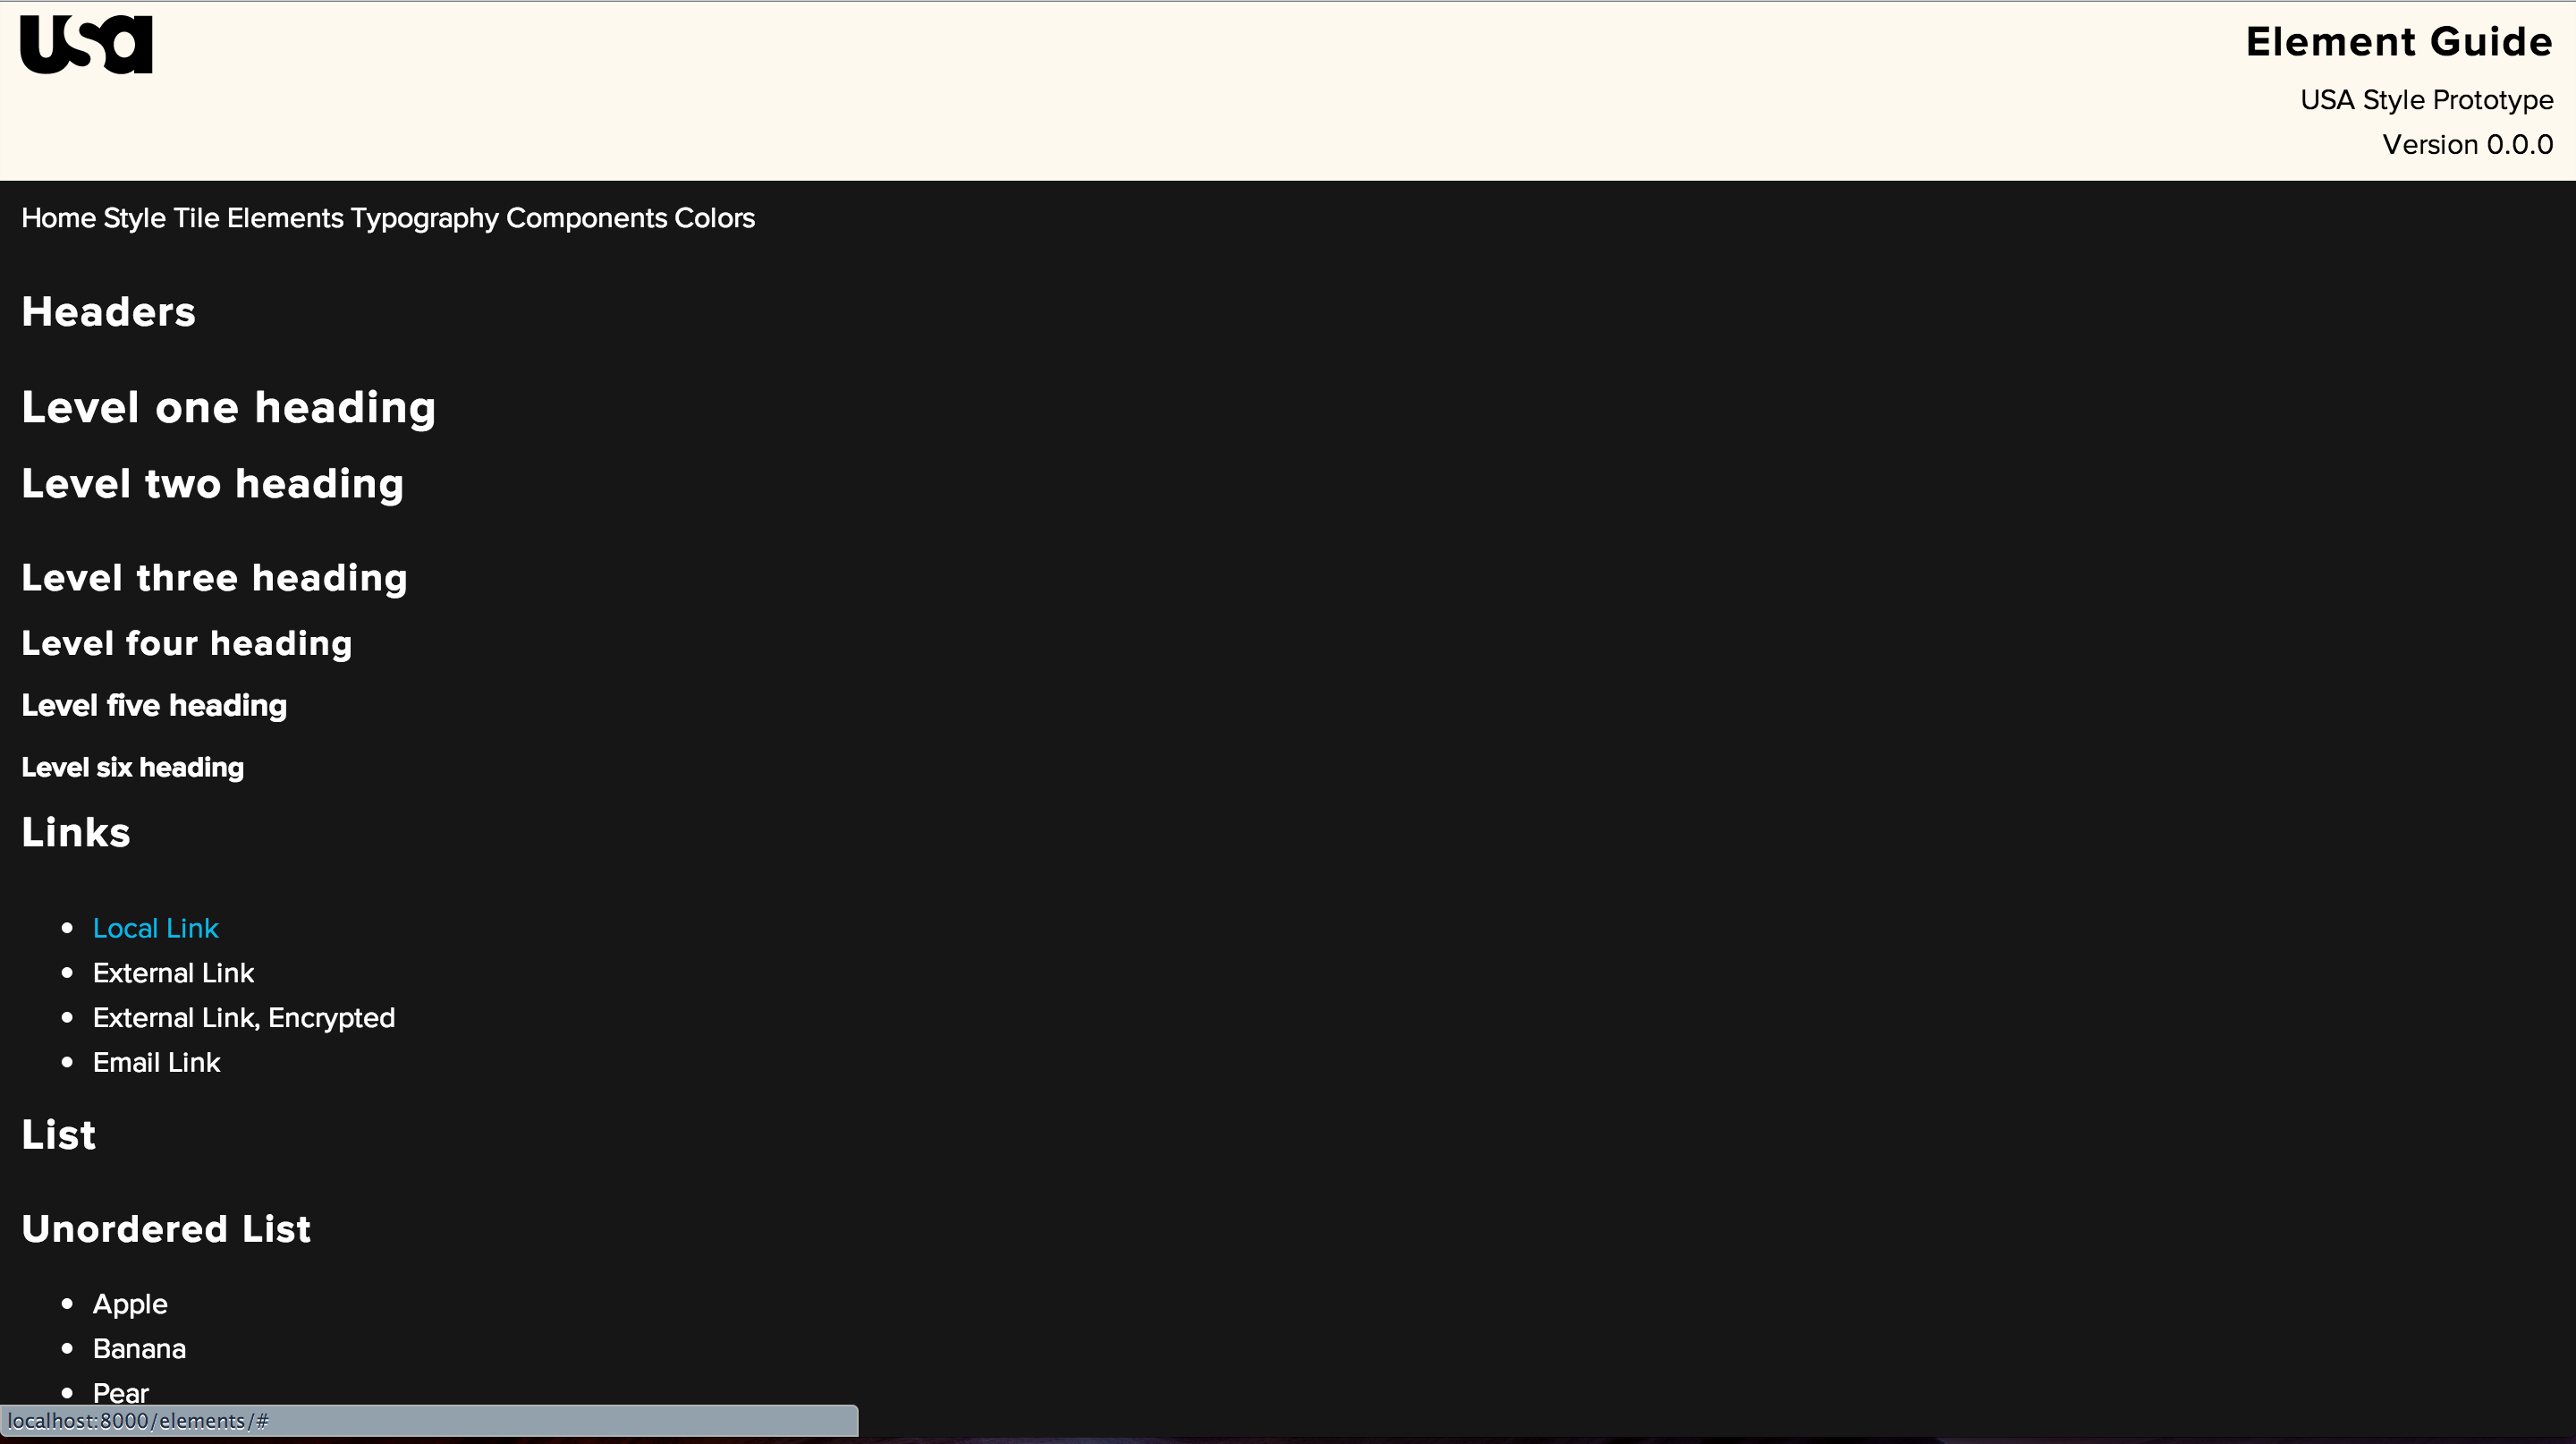 usa
Element Guide
USA Style Prototype
Version 0.0.0
Home Style Tile Elements Typography Components Colors
Headers
Level one heading
Level two heading
Level three heading
Level four heading
Level five heading
Level six heading
Links
Local Link
External Link
External Link, Encrypted
Email Link
List
Unordered List
Apple
Banana
Pear
localhost:8000/elements/#